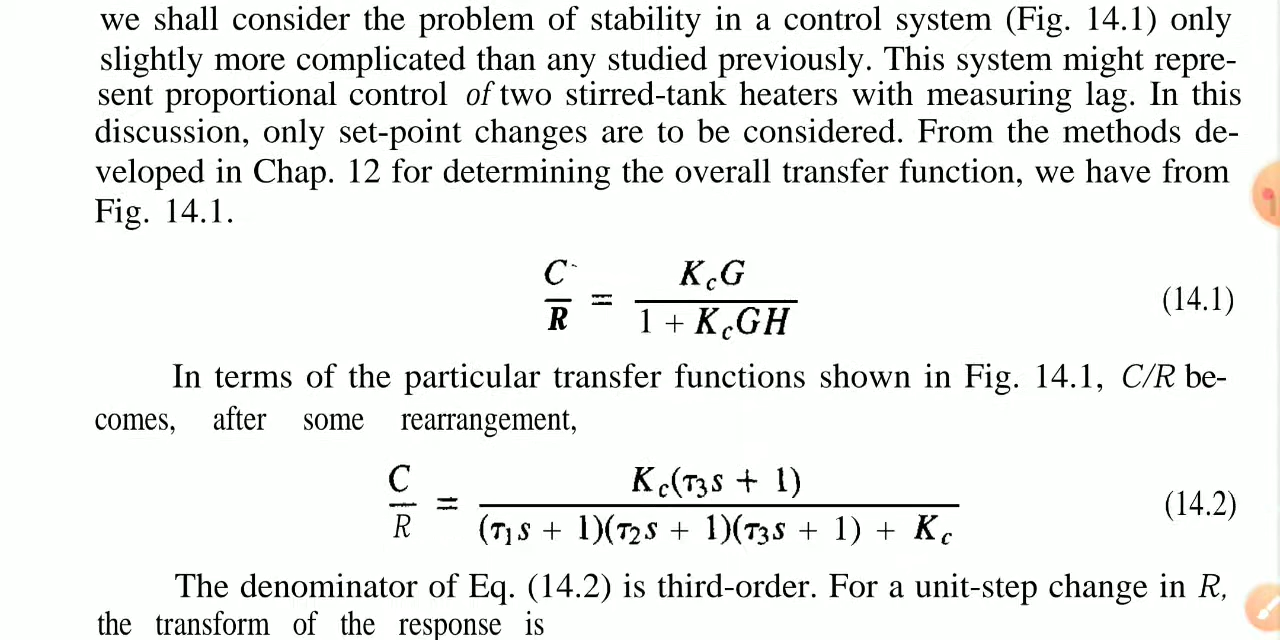 we shall consider the problem of stability in a control system (Fig. 14.1) only
slightly more complicated than any studied previously. This system might repre-
sent proportional control of two stirred-tank heaters with measuring lag. In this
discussion, only set-point changes are to be considered. From the methods de-
veloped in Chap. 12 for determining the overall transfer function, we have from
Fig. 14.1.
C/R = K_cG / (1 + K_cGH) (14.1)
In terms of the particular transfer functions shown in Fig. 14.1, C/R be-
comes, after some rearrangement,
C/R = K_c(τ₃s + 1) / ((τ₁s + 1)(τ₂s + 1)(τ₃s + 1) + K_c) (14.2)
The denominator of Eq. (14.2) is third-order. For a unit-step change in R,
the transform of the response is